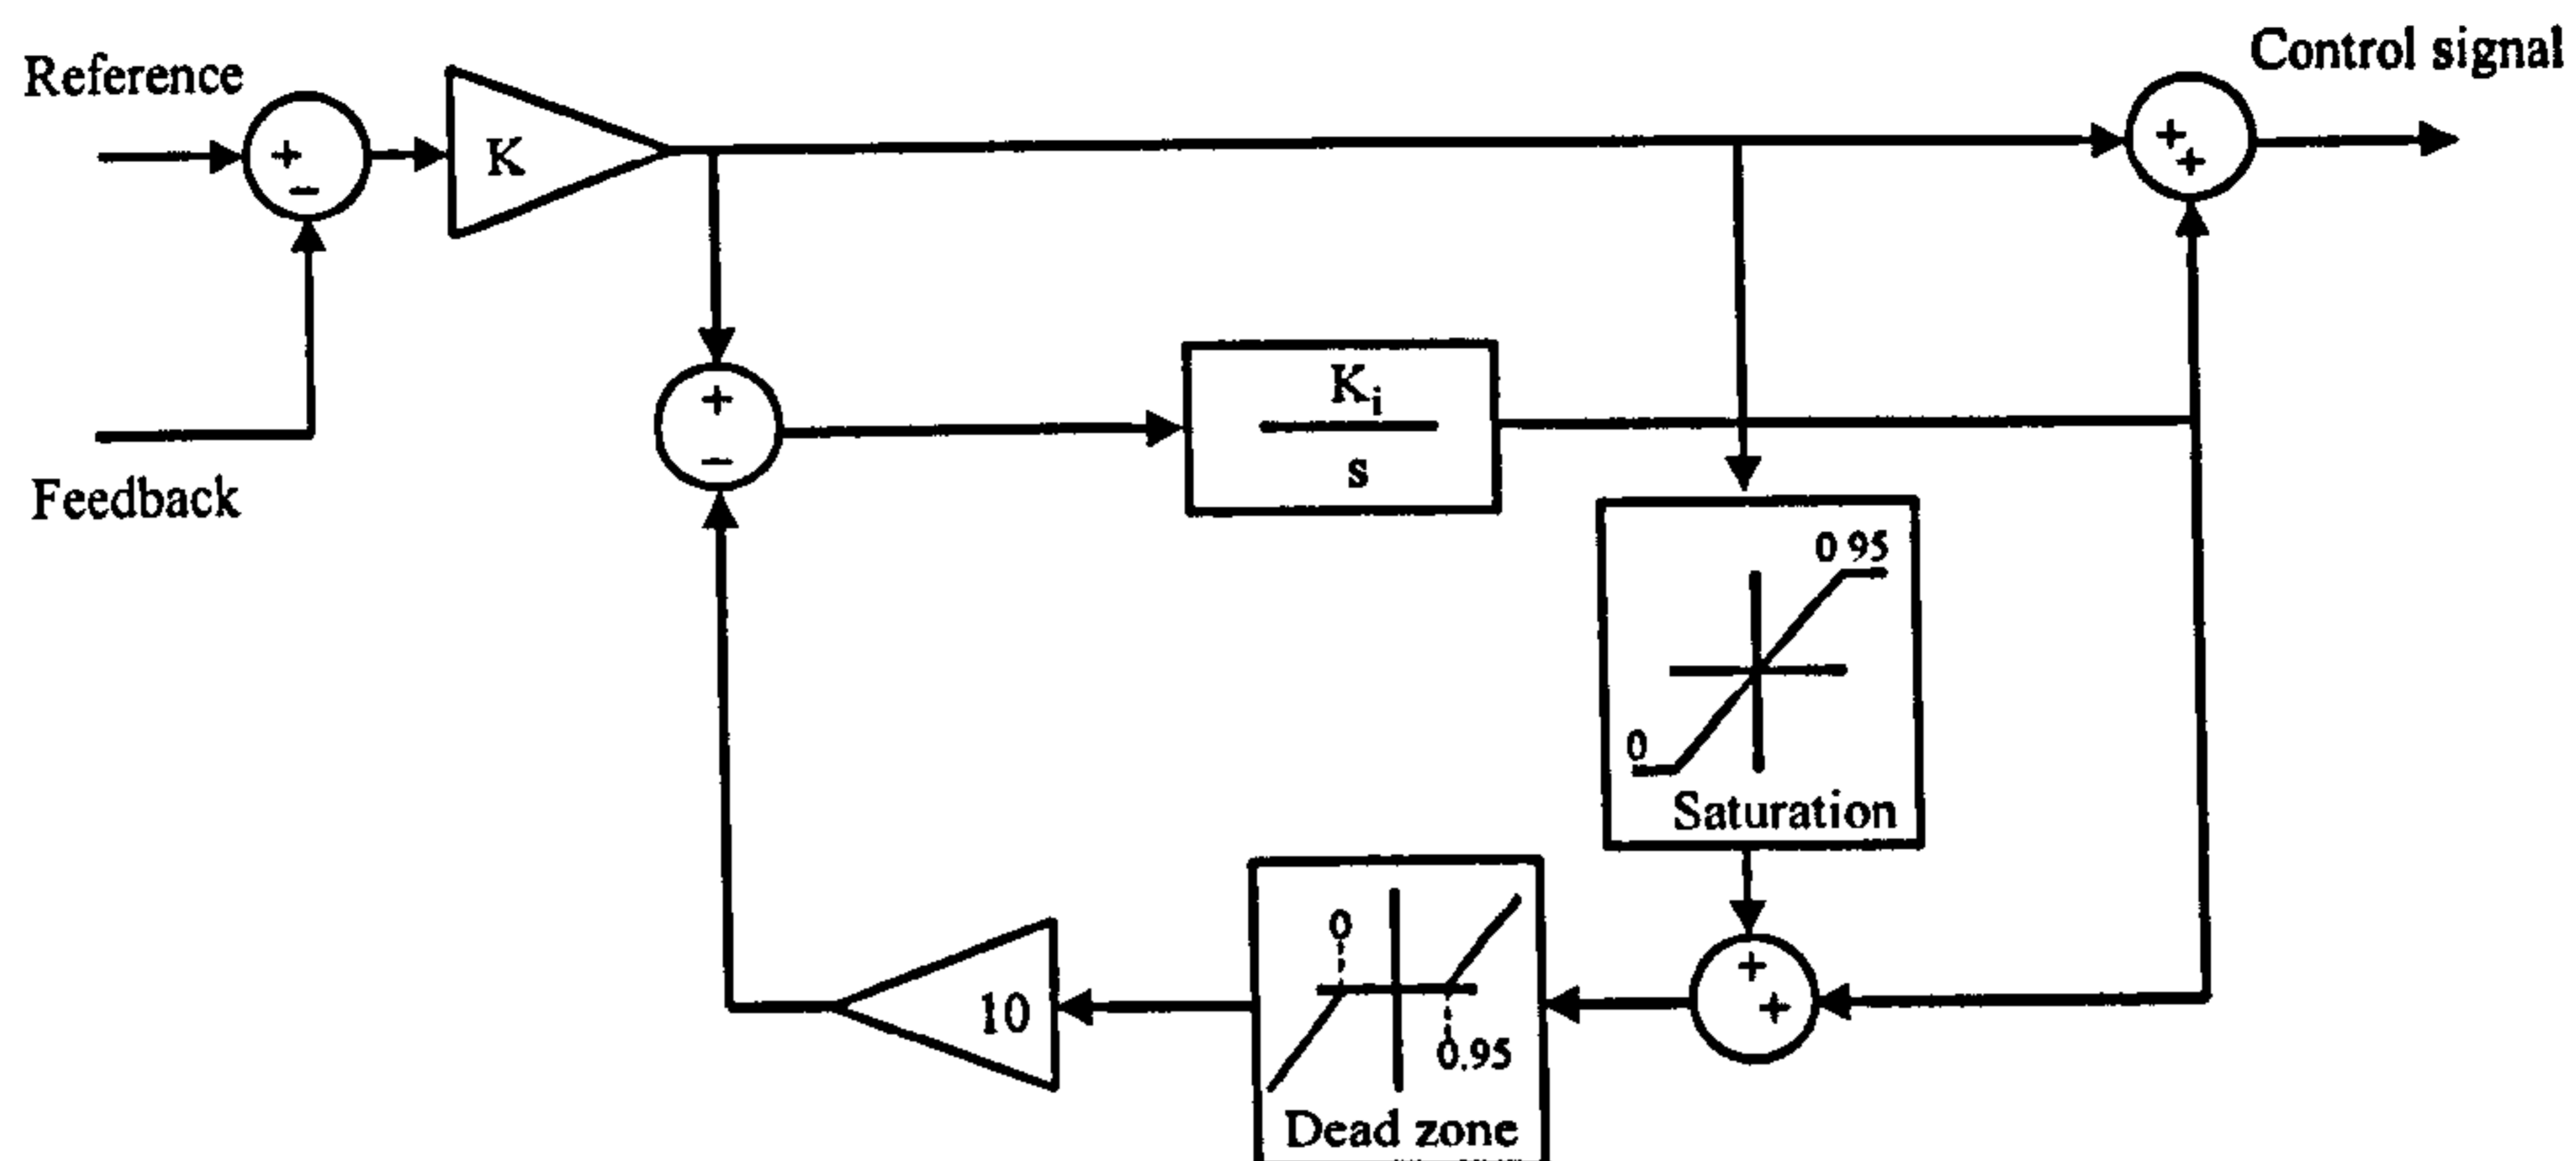 Reference
Control signal
+
−
K
+
+
Feedback
+
−
Ki
s
0 95
0
Saturation
+
+
0
0.95
Dead zone
10